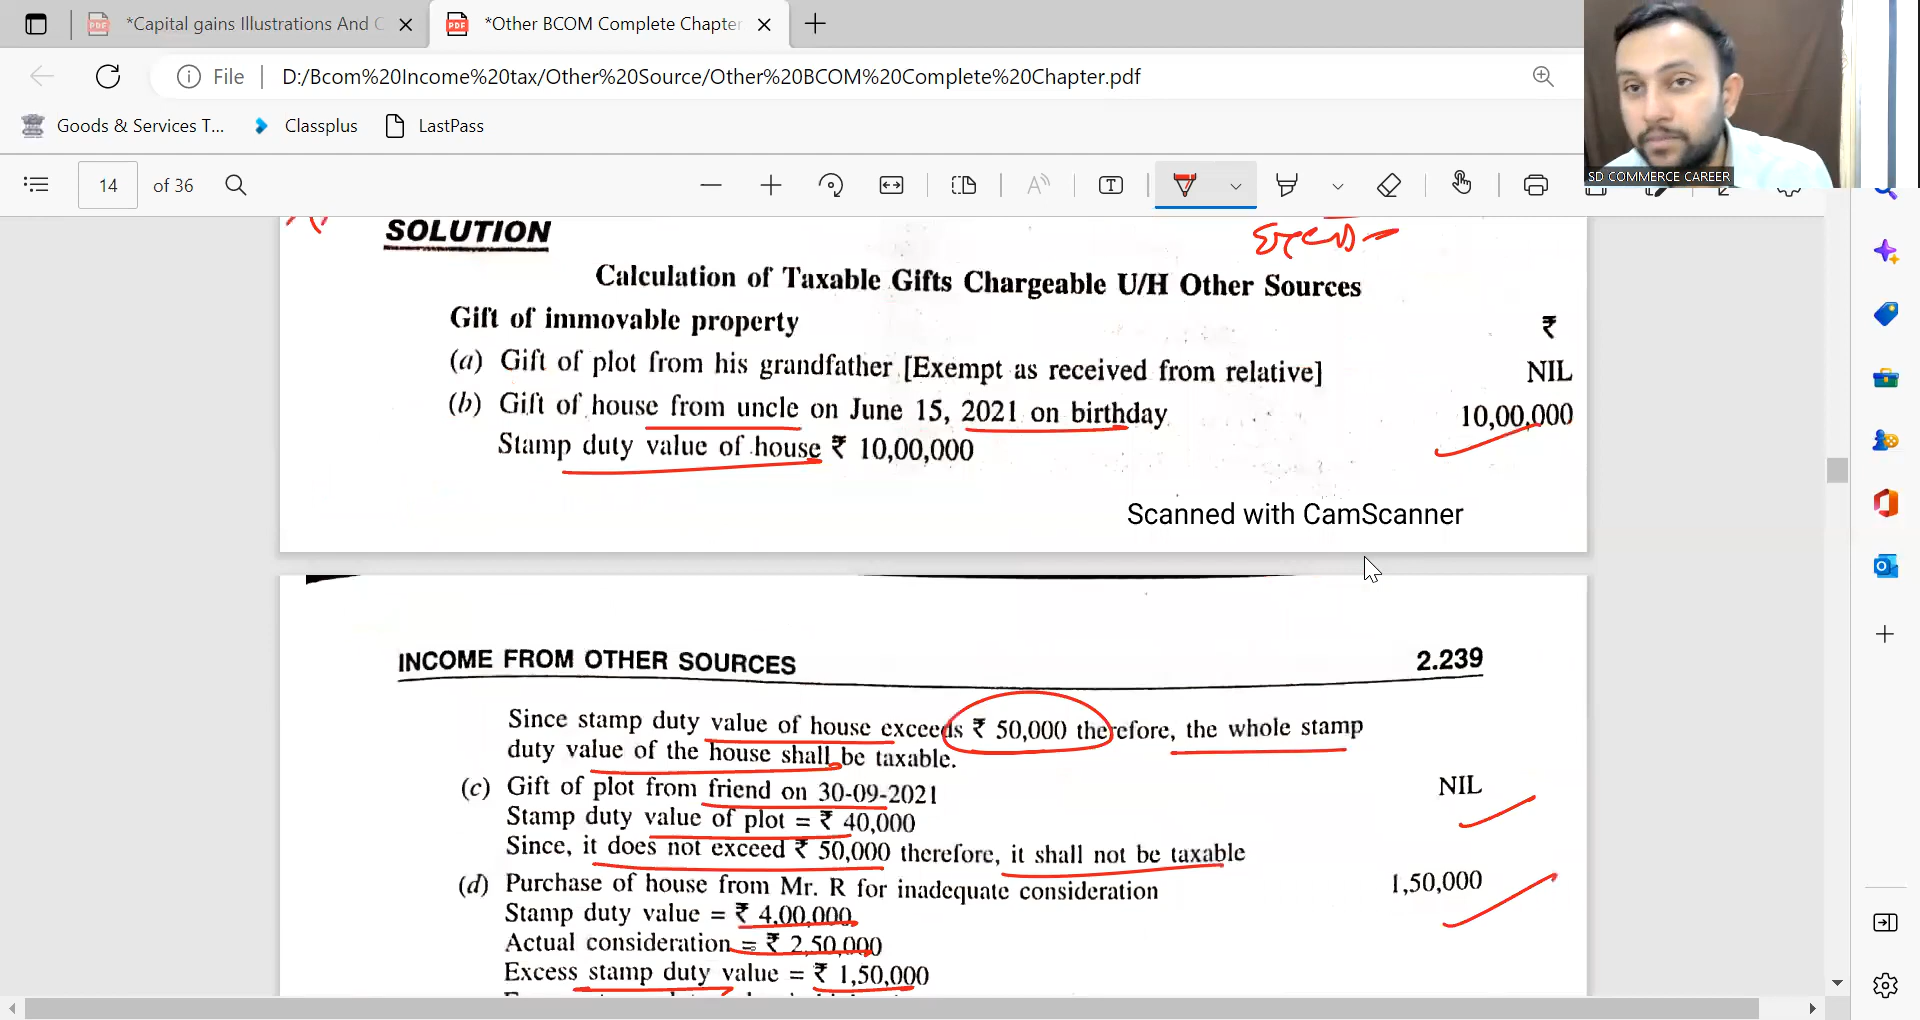 *Capital gains Illustrations And C
*Other BCOM Complete Chapter
File
D:/Bcom%20Income%20tax/Other%20Source/Other%20BCOM%20Complete%20Chapter.pdf
Goods & Services T...
Classplus
LastPass
14
of 36
SD COMMERCE CAREER
SOLUTION
Calculation of Taxable Gifts Chargeable U/H Other Sources
Gift of immovable property ₹
(a) Gift of plot from his grandfather [Exempt as received from relative] NIL
(b) Gift of house from uncle on June 15, 2021 on birthday 10,00,000
Stamp duty value of house ₹ 10,00,000
Scanned with CamScanner
INCOME FROM OTHER SOURCES 2.239
Since stamp duty value of house exceeds ₹ 50,000 therefore, the whole stamp
duty value of the house shall be taxable.
(c) Gift of plot from friend on 30-09-2021 NIL
Stamp duty value of plot = ₹ 40,000
Since, it does not exceed ₹ 50,000 therefore, it shall not be taxable
(d) Purchase of house from Mr. R for inadequate consideration 1,50,000
Stamp duty value = ₹ 4,00,000
Actual consideration = ₹ 2,50,000
Excess stamp duty value = ₹ 1,50,000